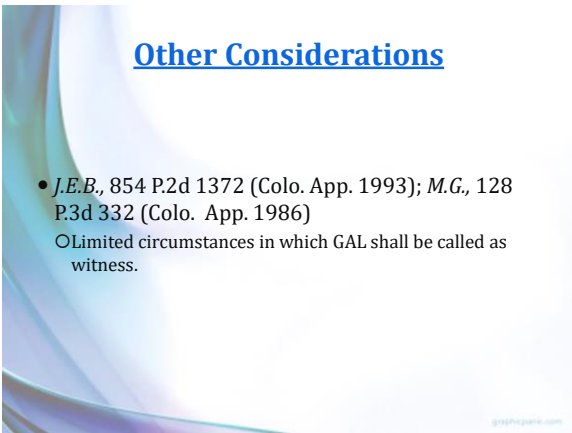 Other Considerations
• J.E.B., 854 P.2d 1372 (Colo. App. 1993); M.G., 128
P.3d 332 (Colo. App. 1986)
○Limited circumstances in which GAL shall be called as
witness.
graphicpanic.com